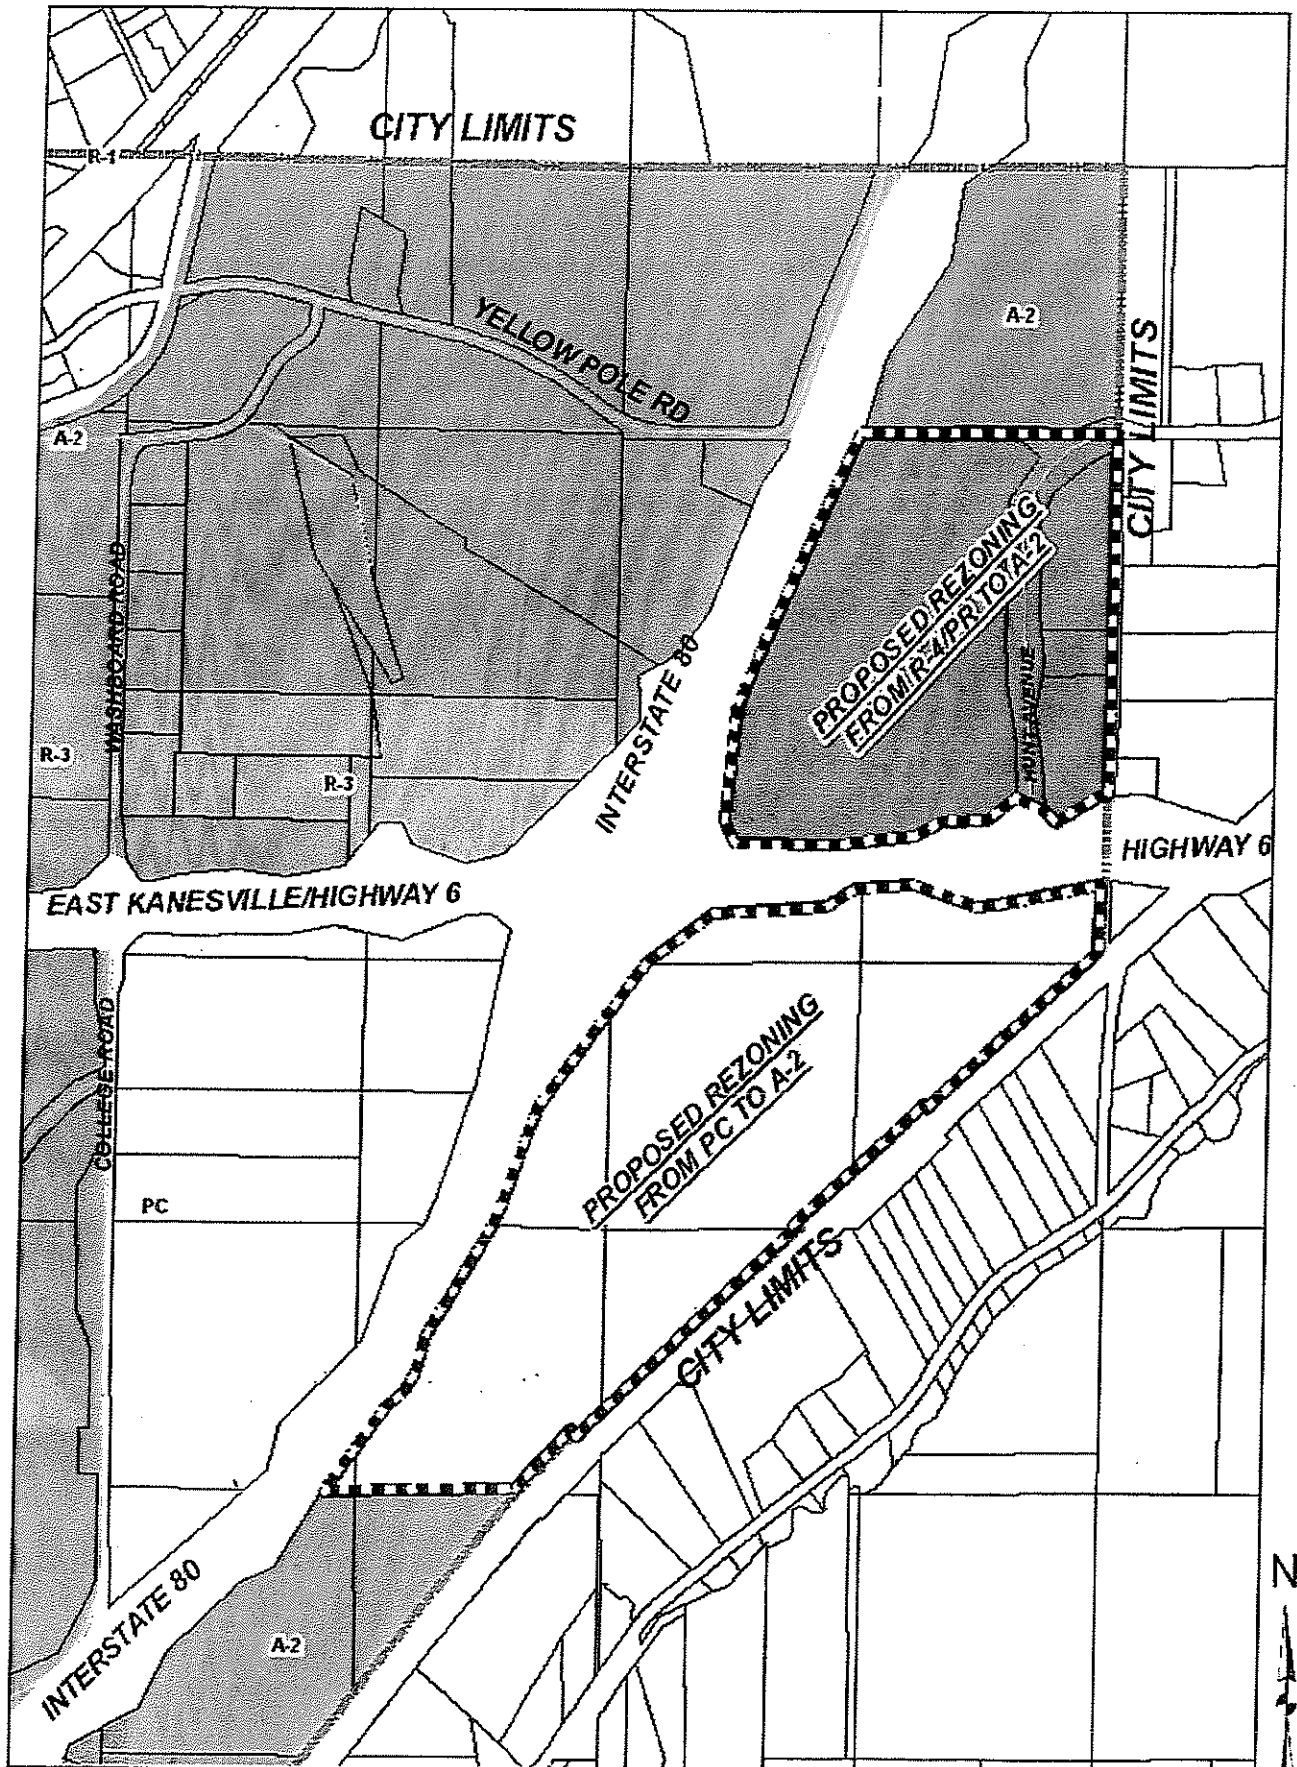 CITY LIMITS
R-1
A-2
YELLOW POLE RD
CITY LIMITS
A-2
PROPOSED REZONING
FROM R-4/PR TO A-2
WASHBOARD ROAD
INTERSTATE 80
HUNT AVENUE
R-3
R-3
HIGHWAY 6
EAST KANESVILLE/HIGHWAY 6
COLLEGE ROAD
PROPOSED REZONING
FROM PC TO A-2
PC
CITY LIMITS
N
INTERSTATE 80
A-2